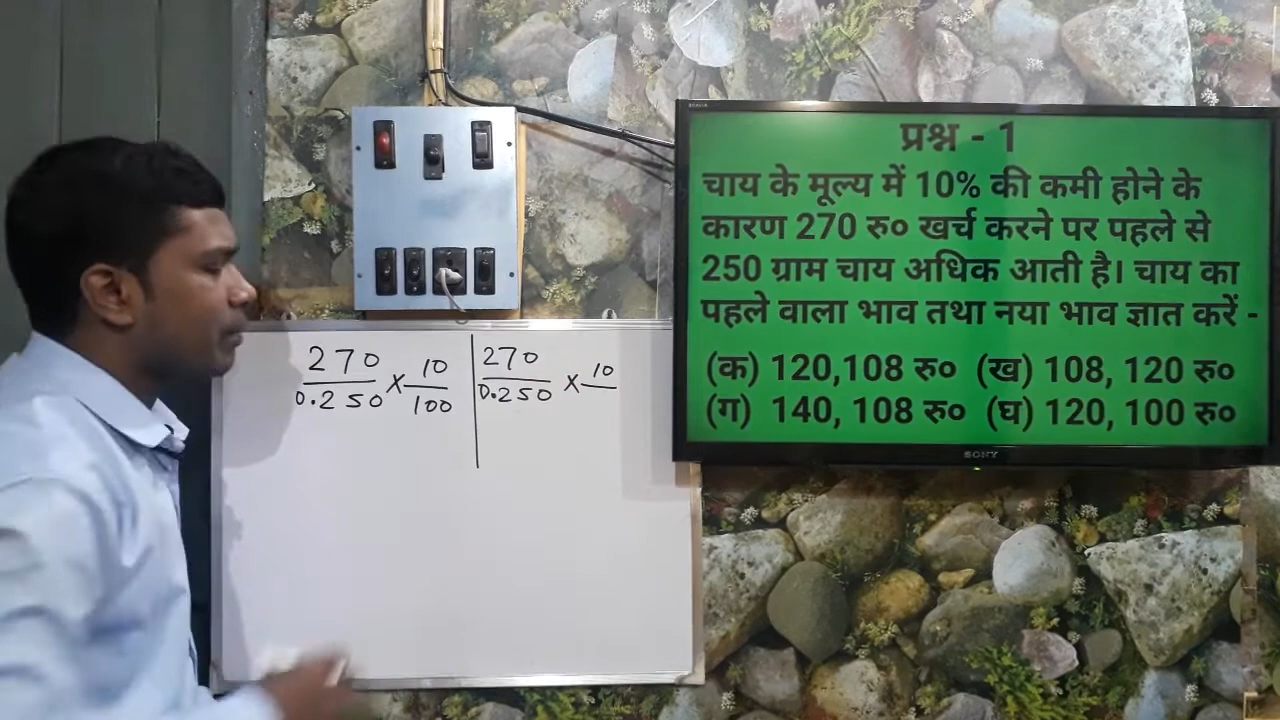 प्रश्न - 1
चाय के मूल्य में 10% की कमी होने के
कारण 270 रु० खर्च करने पर पहले से
250 ग्राम चाय अधिक आती है। चाय का
पहले वाला भाव तथा नया भाव ज्ञात करें -
(क) 120,108 रु० (ख) 108, 120 रु०
(ग) 140, 108 रु० (घ) 120, 100 रु०
SONY
270/0.250 × 10/100
270/0.250 × 10/